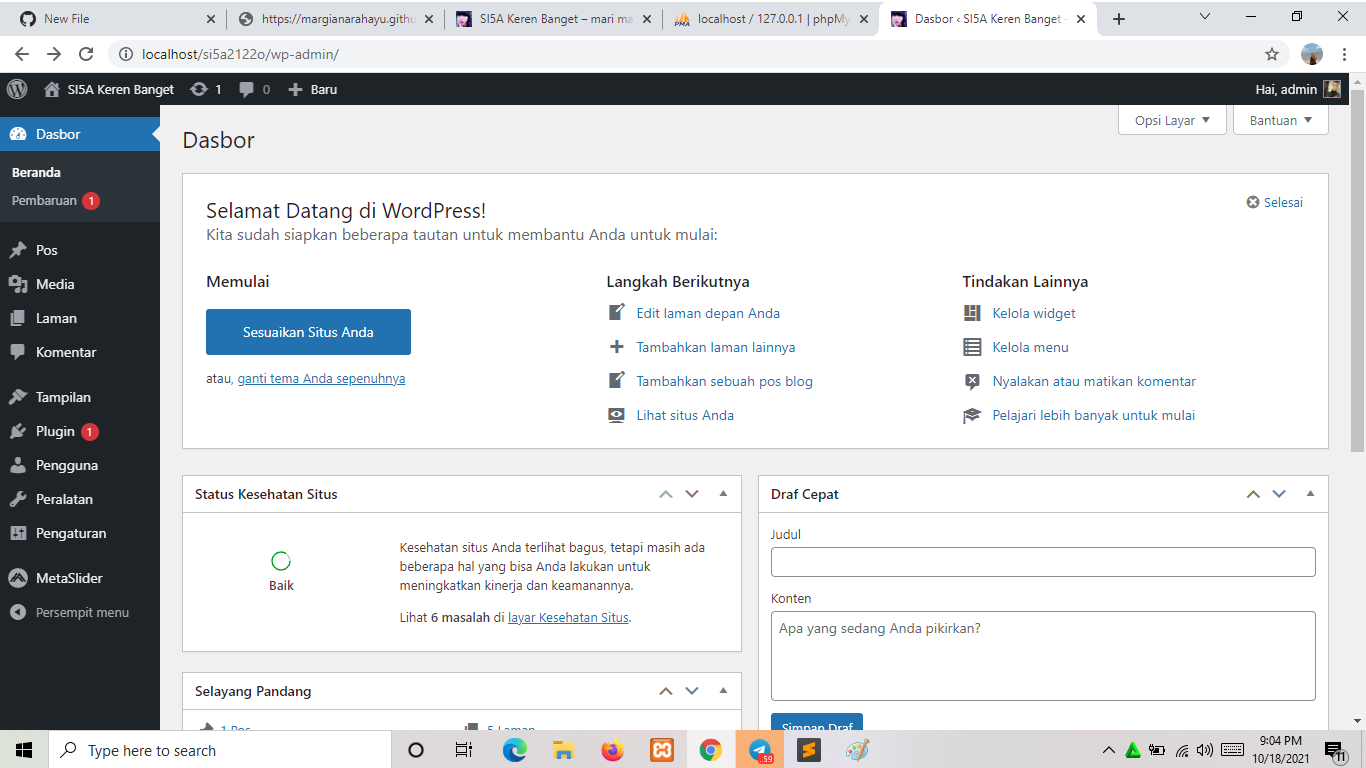 New File
https://margianarahayu.githu
SI5A Keren Banget – mari ma
localhost / 127.0.0.1 | phpMy
Dasbor ‹ SI5A Keren Banget –
localhost/si5a2122o/wp-admin/
SI5A Keren Banget 1 0 Baru
Hai, admin
Dasbor
Beranda
Pembaruan 1
Pos
Media
Laman
Komentar
Tampilan
Plugin 1
Pengguna
Peralatan
Pengaturan
MetaSlider
Persempit menu
Opsi Layar
Bantuan
Dasbor
Selamat Datang di WordPress!
Selesai
Kita sudah siapkan beberapa tautan untuk membantu Anda untuk mulai:
Memulai
Sesuaikan Situs Anda
atau, ganti tema Anda sepenuhnya
Langkah Berikutnya
Edit laman depan Anda
Tambahkan laman lainnya
Tambahkan sebuah pos blog
Lihat situs Anda
Tindakan Lainnya
Kelola widget
Kelola menu
Nyalakan atau matikan komentar
Pelajari lebih banyak untuk mulai
Status Kesehatan Situs
Baik
Kesehatan situs Anda terlihat bagus, tetapi masih ada
beberapa hal yang bisa Anda lakukan untuk
meningkatkan kinerja dan keamanannya.
Lihat 6 masalah di layar Kesehatan Situs.
Selayang Pandang
1 Pos
5 Laman
Draf Cepat
Judul
Konten
Apa yang sedang Anda pikirkan?
Simpan Draf
Type here to search
..59
9:04 PM
10/18/2021
11